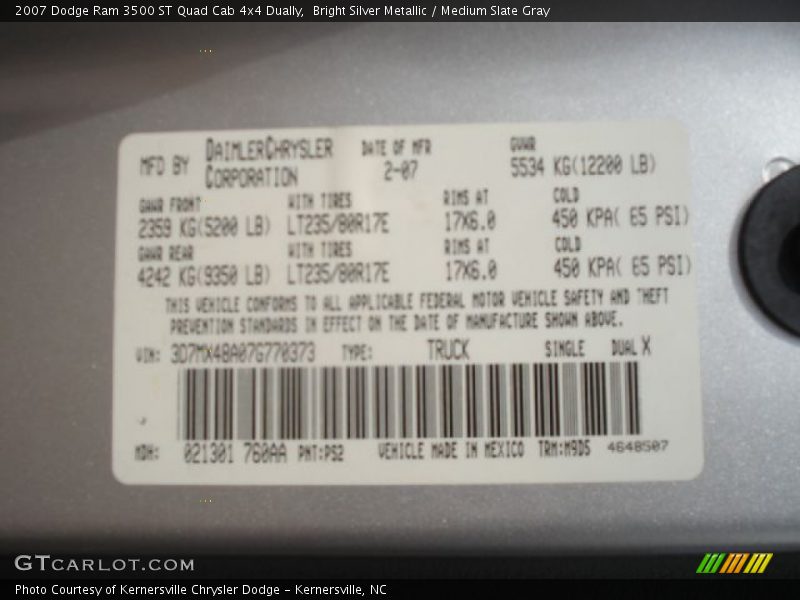 2007 Dodge Ram 3500 ST Quad Cab 4x4 Dually,  Bright Silver Metallic / Medium Slate Gray
MFD BY DAIMLERCHRYSLER CORPORATION DATE OF MFR 2-07 GVWR 5534 KG(12200 LB)
GAWR FRONT WITH TIRES RIMS AT COLD
2359 KG(5200 LB) LT235/80R17E 17X6.0 450 KPA( 65 PSI)
GAWR REAR WITH TIRES RIMS AT COLD
4242 KG(9350 LB) LT235/80R17E 17X6.0 450 KPA( 65 PSI)
THIS VEHICLE CONFORMS TO ALL APPLICABLE FEDERAL MOTOR VEHICLE SAFETY AND THEFT
PREVENTION STANDARDS IN EFFECT ON THE DATE OF MANUFACTURE SHOWN ABOVE.
VIN: 3D7MX48A07G770373 TYPE: TRUCK SINGLE DUAL X
MDH: 021301 760AA PNT:PS2 VEHICLE MADE IN MEXICO TRM:M9D5 4648507
GTCARLOT.COM
Photo Courtesy of Kernersville Chrysler Dodge - Kernersville, NC